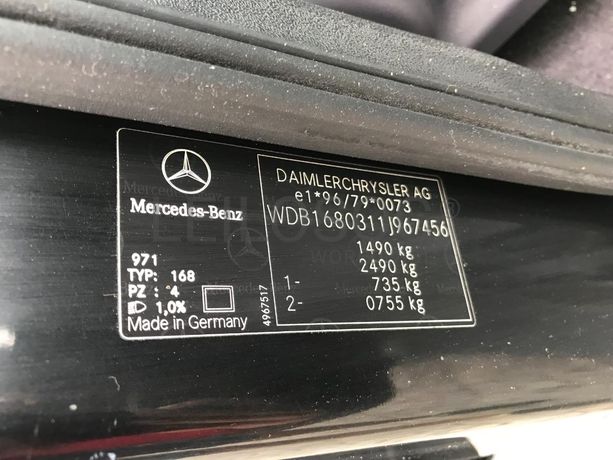 Mercedes-Benz
971
TYP: 168
PZ : 4
1,0%
Made in Germany
4967517
DAIMLERCHRYSLER AG
e1*96/79*0073
WDB1680311J967456
1490 kg
2490 kg
1- 735 kg
2- 0755 kg